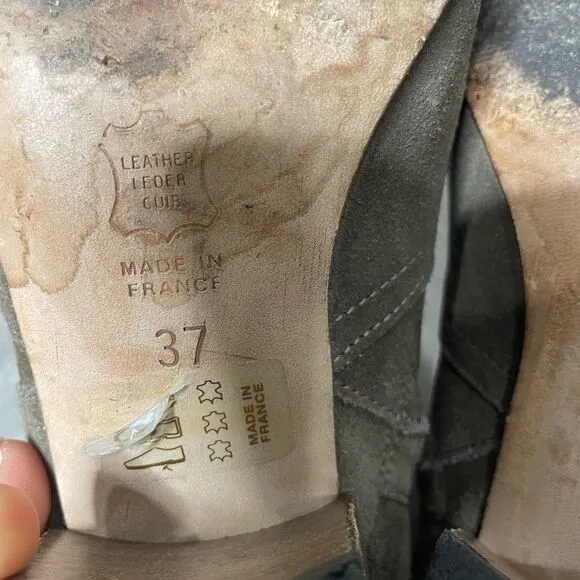 LEATHER
LEDER
CUIR
MADE IN
FRANCE
37
MADE IN
FRANCE